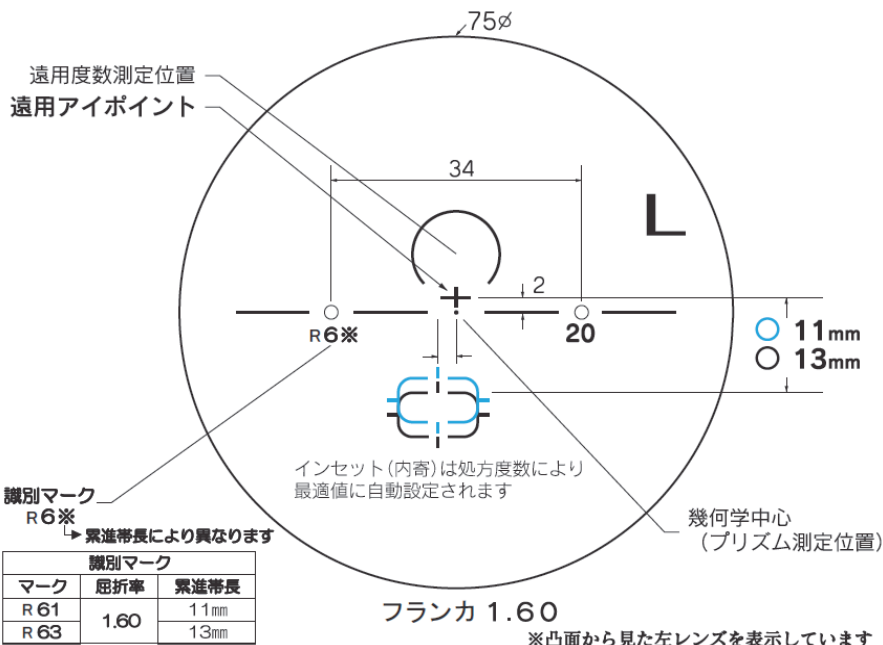 75φ
遠用度数測定位置
遠用アイポイント
34
L
2
R6※
20
11mm
13mm
インセット(内寄)は処方度数により
最適値に自動設定されます
識別マーク
R6※
累進帯長により異なります
幾何学中心
(プリズム測定位置)
識別マーク
マーク 屈折率 累進帯長
R61 1.60 11mm
R63 13mm
フランカ 1.60
※凸面から見た左レンズを表示しています